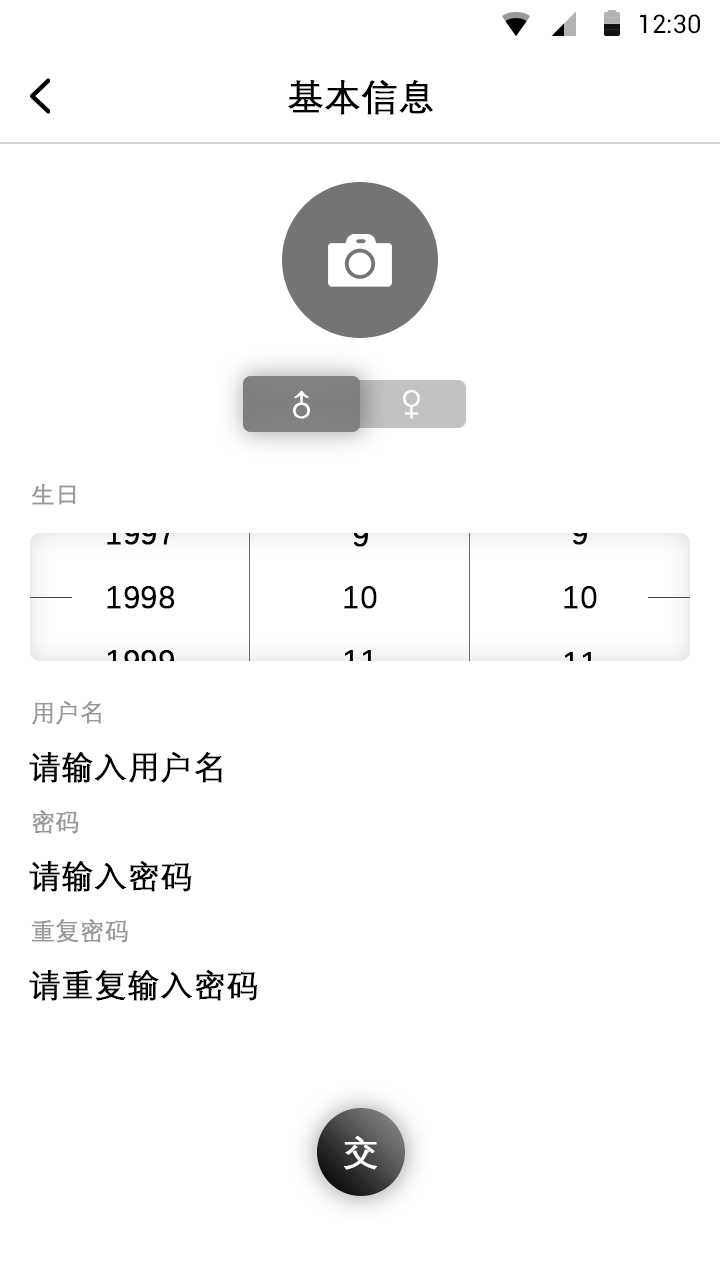 12:30
基本信息
♂ ♀
生日
1997 9 9
1998 10 10
1999 11 11
用户名
请输入用户名
密码
请输入密码
重复密码
请重复输入密码
交